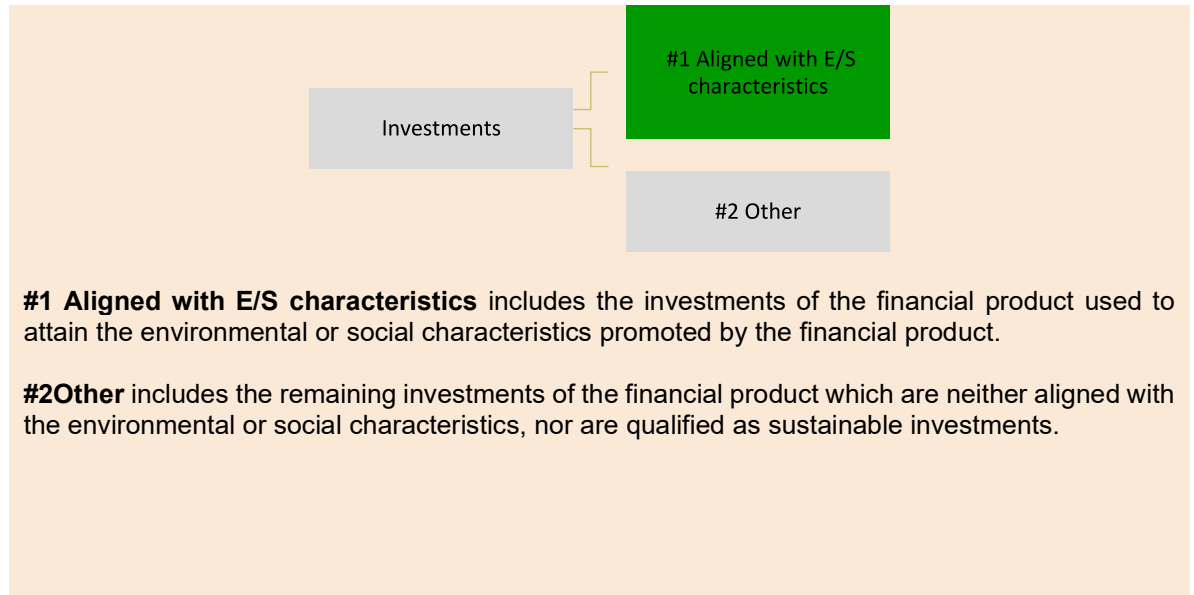 #1 Aligned with E/S
characteristics
Investments
#2 Other
#1 Aligned with E/S characteristics includes the investments of the financial product used to
attain the environmental or social characteristics promoted by the financial product.
#2Other includes the remaining investments of the financial product which are neither aligned with
the environmental or social characteristics, nor are qualified as sustainable investments.